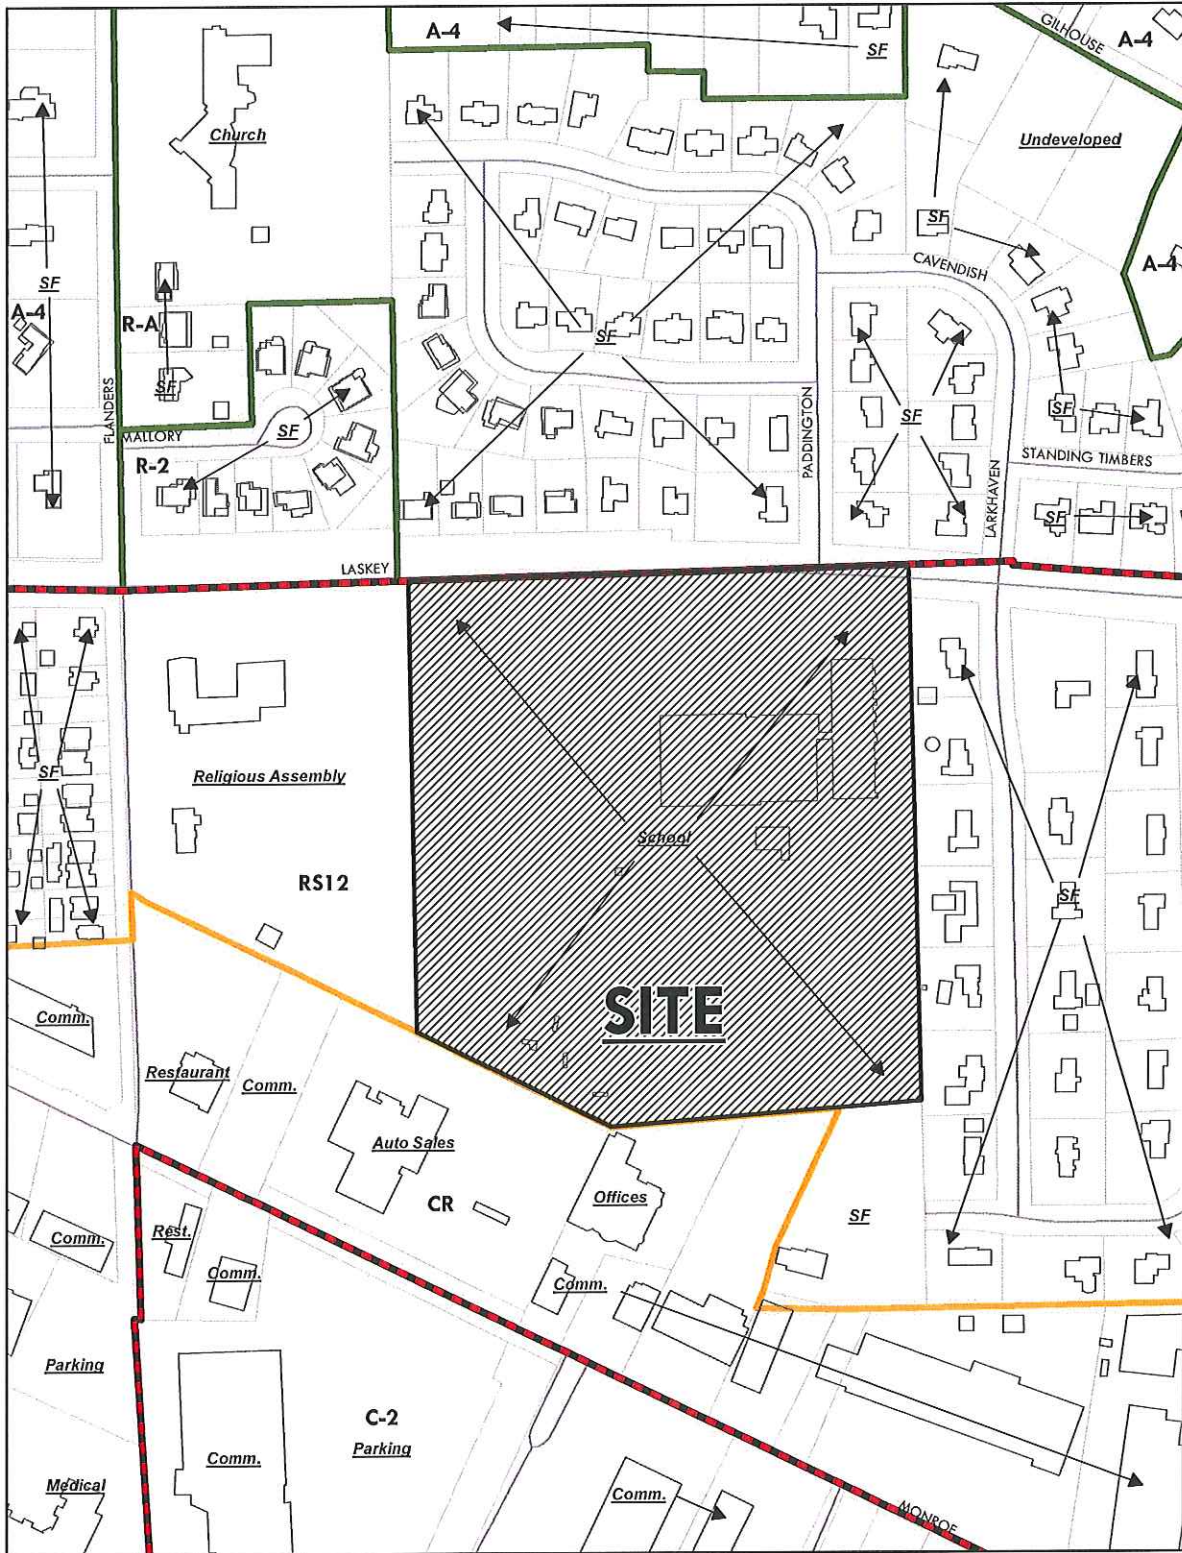 A-4
SF
GILHOUSE
A-4
Church
Undeveloped
SF
CAVENDISH
A-4
SF
A-4
R-A
SF
FLANDERS
SF
MALLORY
SF
R-2
PADDINGTON
SF
SF
LARKHAVEN
STANDING TIMBERS
SF
LASKEY
SF
Religious Assembly
School
RS12
SF
SITE
Comm.
Restaurant
Comm.
Auto Sales
CR
Offices
SF
Rest.
Comm.
Comm.
Comm.
Parking
C-2
Parking
Comm.
Medical
Comm.
MONROE